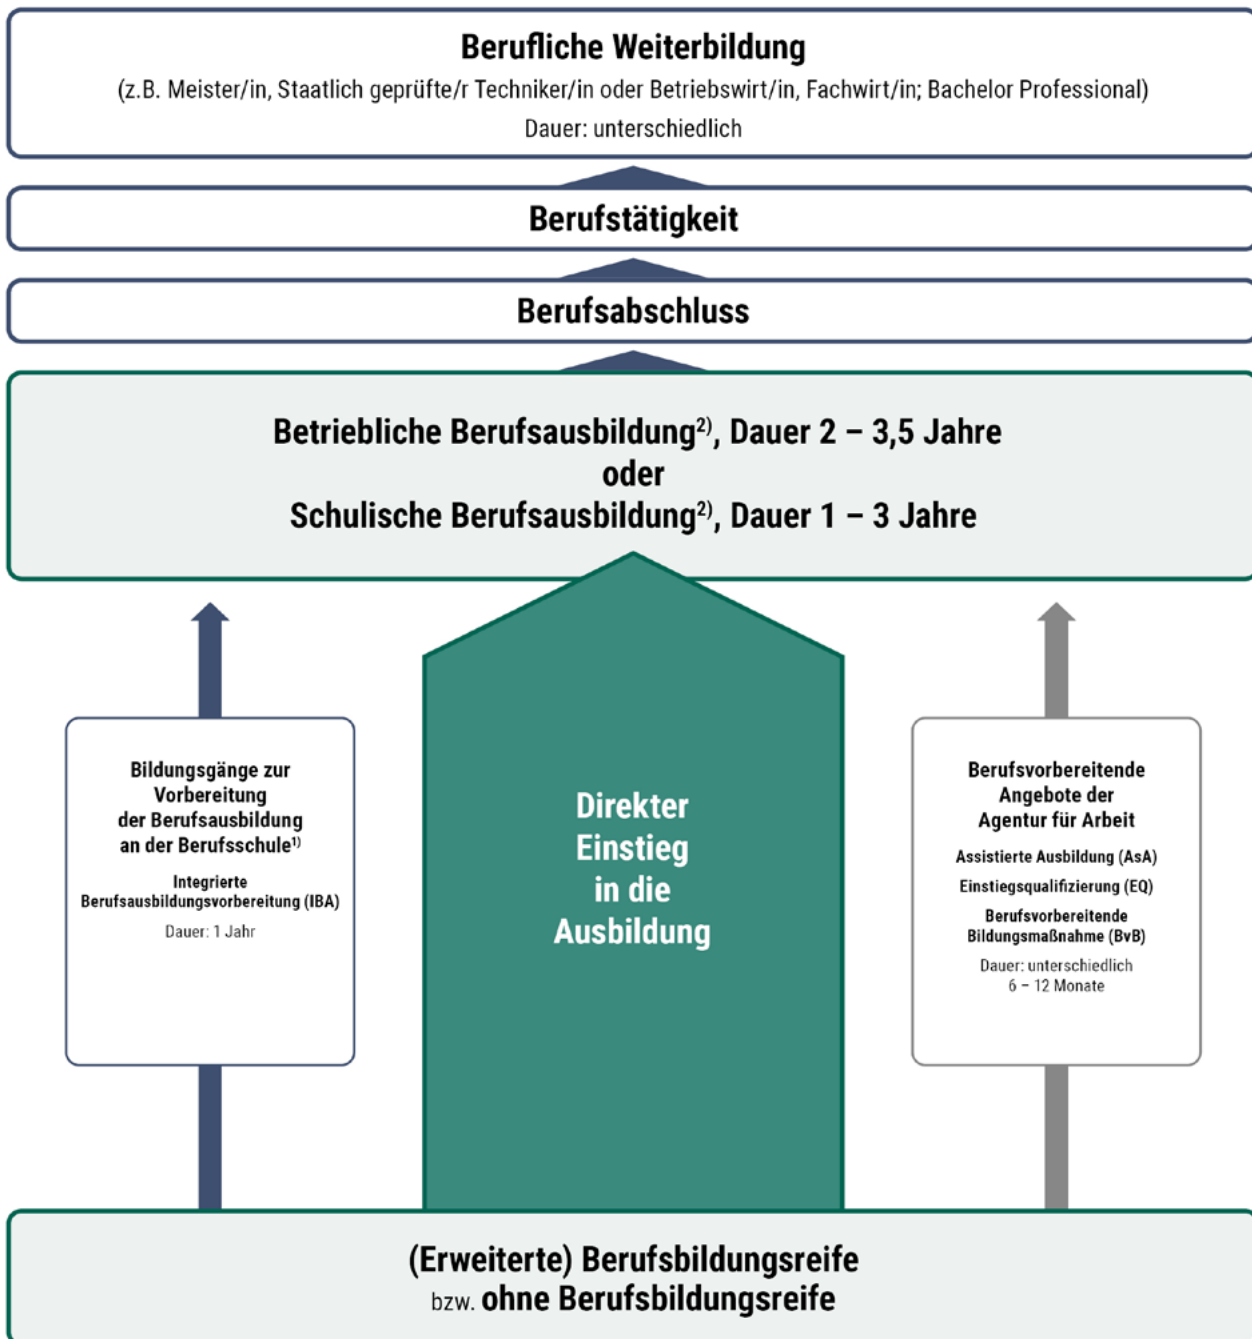 Berufliche Weiterbildung
(z.B. Meister/in, Staatlich geprüfte/r Techniker/in oder Betriebswirt/in, Fachwirt/in; Bachelor Professional)
Dauer: unterschiedlich
Berufstätigkeit
Berufsabschluss
Betriebliche Berufsausbildung²⁾, Dauer 2 – 3,5 Jahre
oder
Schulische Berufsausbildung²⁾, Dauer 1 – 3 Jahre
Bildungsgänge zur
Vorbereitung
der Berufsausbildung
an der Berufsschule¹⁾
Integrierte
Berufsausbildungsvorbereitung (IBA)
Dauer: 1 Jahr
Direkter
Einstieg
in die
Ausbildung
Berufsvorbereitende
Angebote der
Agentur für Arbeit
Assistierte Ausbildung (AsA)
Einstiegsqualifizierung (EQ)
Berufsvorbereitende
Bildungsmaßnahme (BvB)
Dauer: unterschiedlich
6 – 12 Monate
(Erweiterte) Berufsbildungsreife
bzw. ohne Berufsbildungsreife